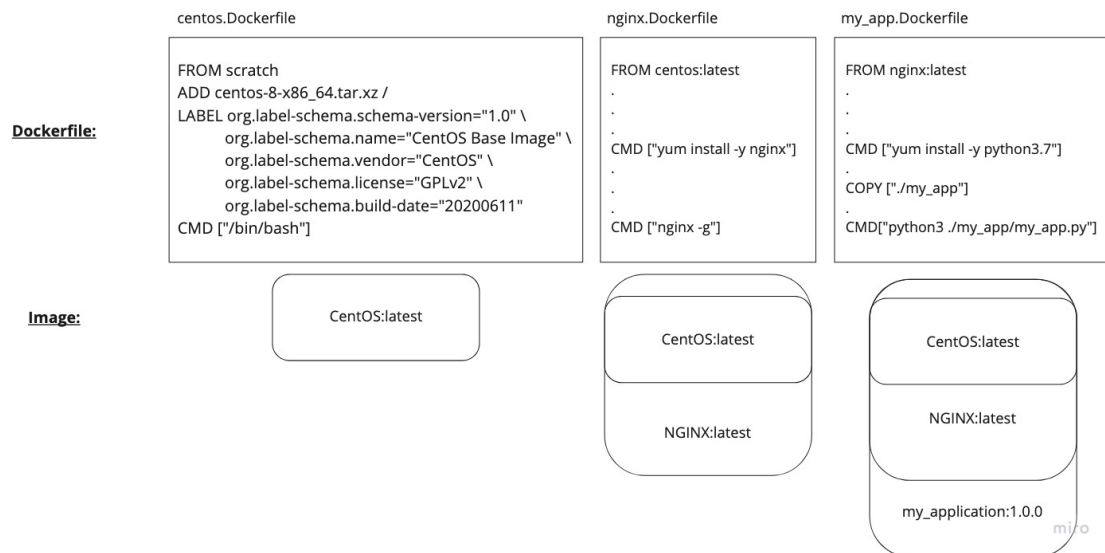 centos.Dockerfile
nginx.Dockerfile
my_app.Dockerfile
Dockerfile:
FROM scratch
ADD centos-8-x86_64.tar.xz /
LABEL org.label-schema.schema-version="1.0" \
org.label-schema.name="CentOS Base Image" \
org.label-schema.vendor="CentOS" \
org.label-schema.license="GPLv2" \
org.label-schema.build-date="20200611"
CMD ["/bin/bash"]
FROM centos:latest
.
.
.
CMD ["yum install -y nginx"]
.
.
.
CMD ["nginx -g"]
FROM nginx:latest
.
.
.
CMD ["yum install -y python3.7"]
.
COPY ["./my_app"]
.
CMD["python3 ./my_app/my_app.py"]
Image:
CentOS:latest
CentOS:latest
NGINX:latest
CentOS:latest
NGINX:latest
my_application:1.0.0
miro